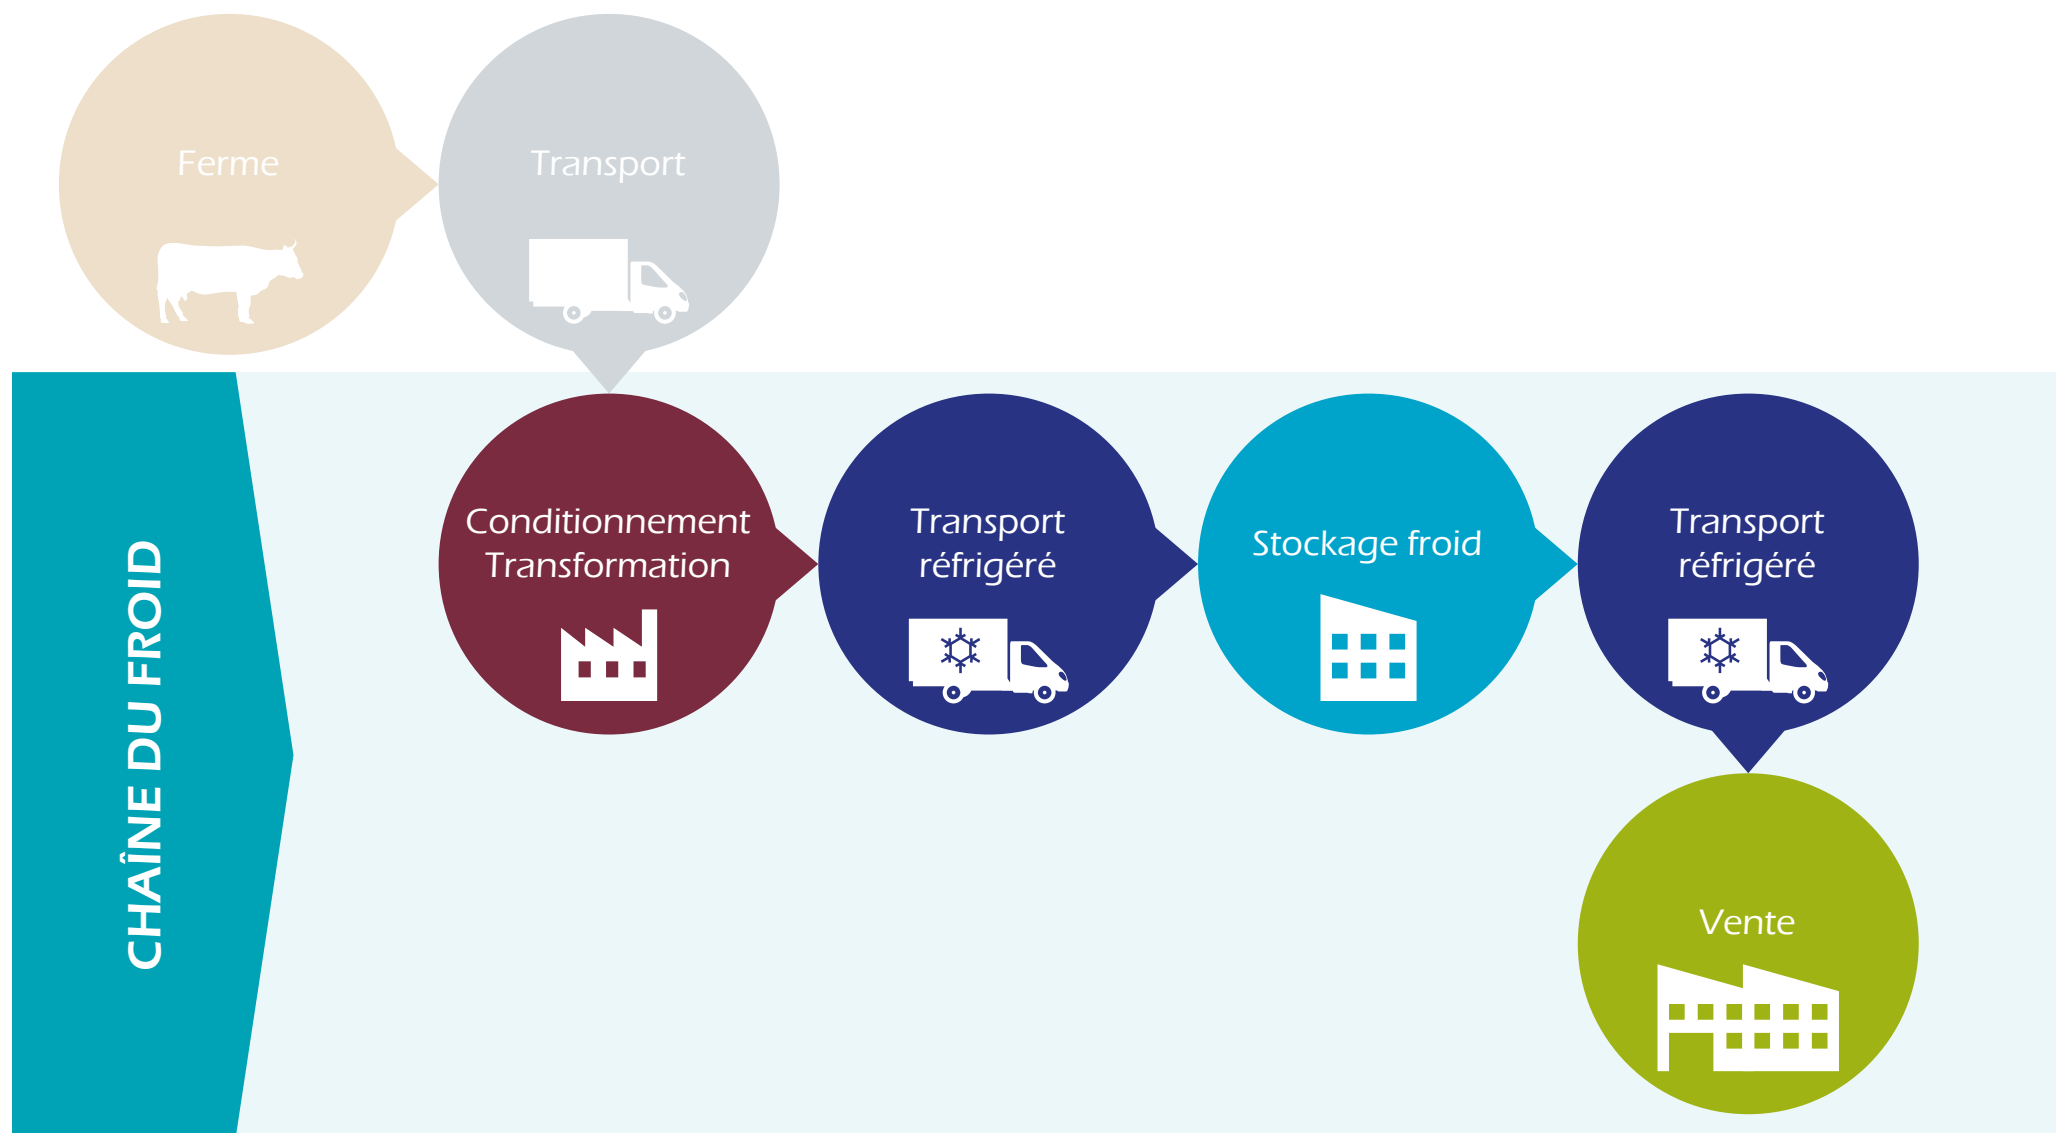 Ferme
Transport
CHAÎNE DU FROID
Conditionnement
Transformation
Transport
réfrigéré
Stockage froid
Transport
réfrigéré
Vente